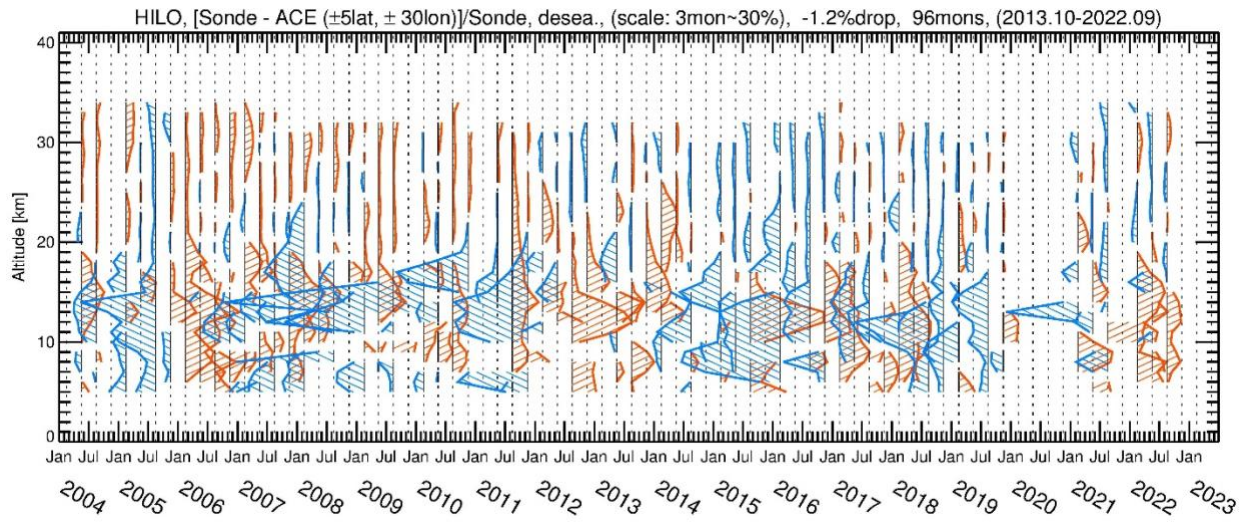 HILO, [Sonde - ACE (±5lat, ± 30lon)]/Sonde, desea., (scale: 3mon~30%), -1.2%drop, 96mons, (2013.10-2022.09)
40
30
20
10
0
Altitude [km]
Jan Jul Jan Jul Jan Jul Jan Jul Jan Jul Jan Jul Jan Jul Jan Jul Jan Jul Jan Jul Jan Jul Jan Jul Jan Jul Jan Jul Jan Jul Jan Jul Jan Jul Jan Jul Jan Jul Jan
2004 2005 2006 2007 2008 2009 2010 2011 2012 2013 2014 2015 2016 2017 2018 2019 2020 2021 2022 2023